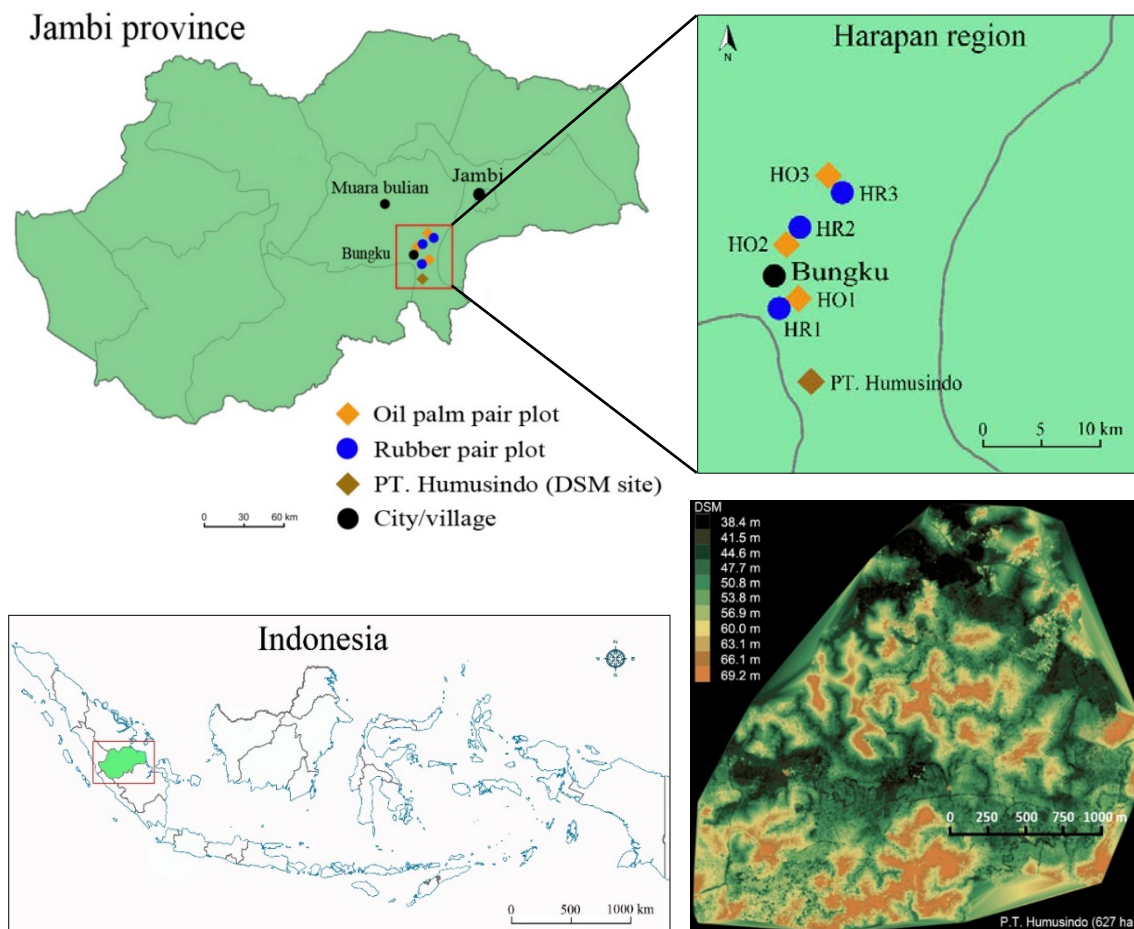 Jambi province
Muara bulian
Jambi
Bungku
Oil palm pair plot
Rubber pair plot
PT. Humusindo (DSM site)
City/village
0 30 60 km
N
Harapan region
HO3
HR3
HR2
HO2
Bungku
HO1
HR1
PT. Humusindo
0 5 10 km
Indonesia
N
0 500 1000 km
DSM
38.4 m
41.5 m
44.6 m
47.7 m
50.8 m
53.8 m
56.9 m
60.0 m
63.1 m
66.1 m
69.2 m
0 250 500 750 1000 m
P.T. Humusindo (627 ha